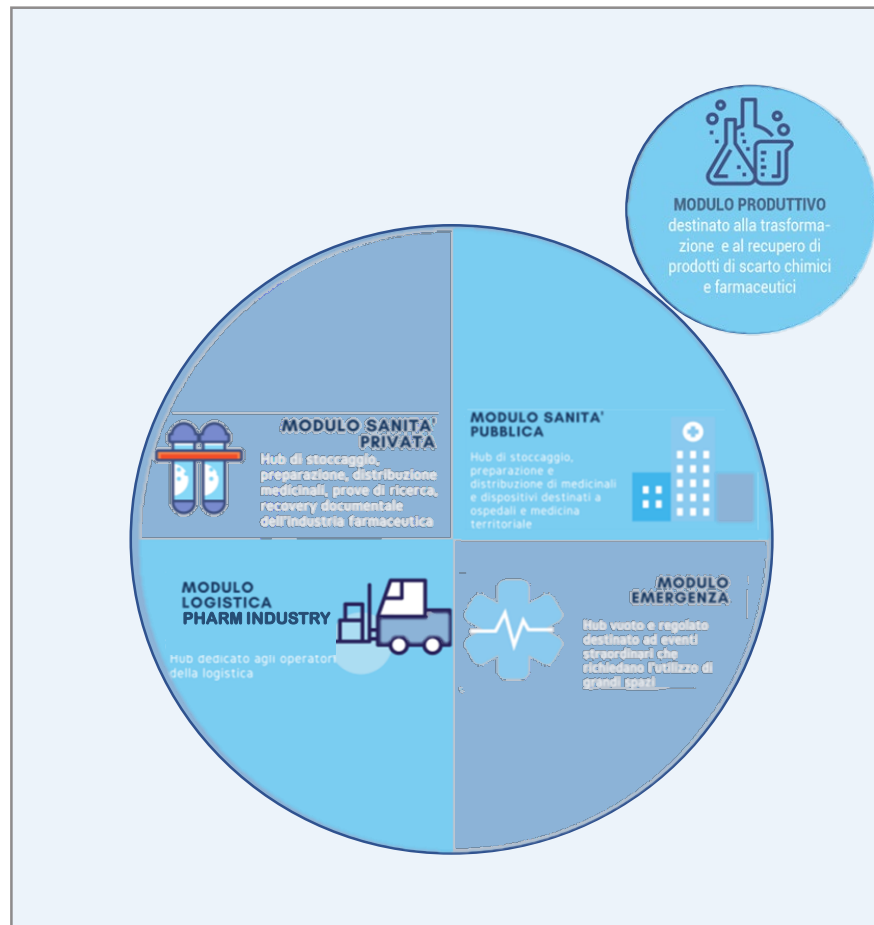 MODULO PRODUTTIVO
destinato alla trasforma-
zione e al recupero di
prodotti di scarto chimici
e farmaceutici
MODULO SANITA'
PRIVATA
Hub di stoccaggio,
preparazione, distribuzione
medicinali, prove di ricerca,
recovery documentale
dell'industria farmaceutica
MODULO SANITA'
PUBBLICA
Hub di stoccaggio,
preparazione e
distribuzione di medicinali
e dispositivi destinati a
ospedali e medicina
territoriale
MODULO
LOGISTICA
PHARM INDUSTRY
Hub dedicato agli operatori
della logistica
MODULO
EMERGENZA
Hub vuoto e regolato
destinato ad eventi
straordinari che
richiedano l'utilizzo di
grandi spazi